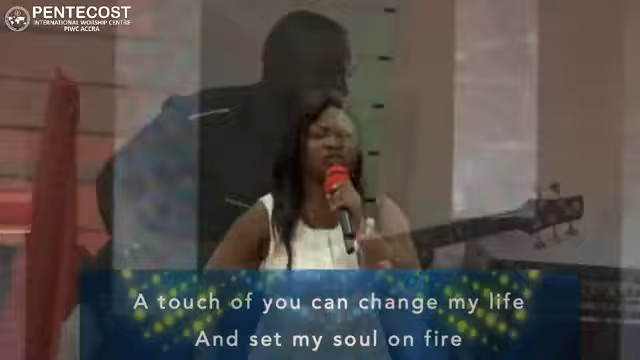 PENTECOST
INTERNATIONAL WORSHIP CENTRE
PIWC ACCRA
A touch of you can change my life
And set my soul on fire